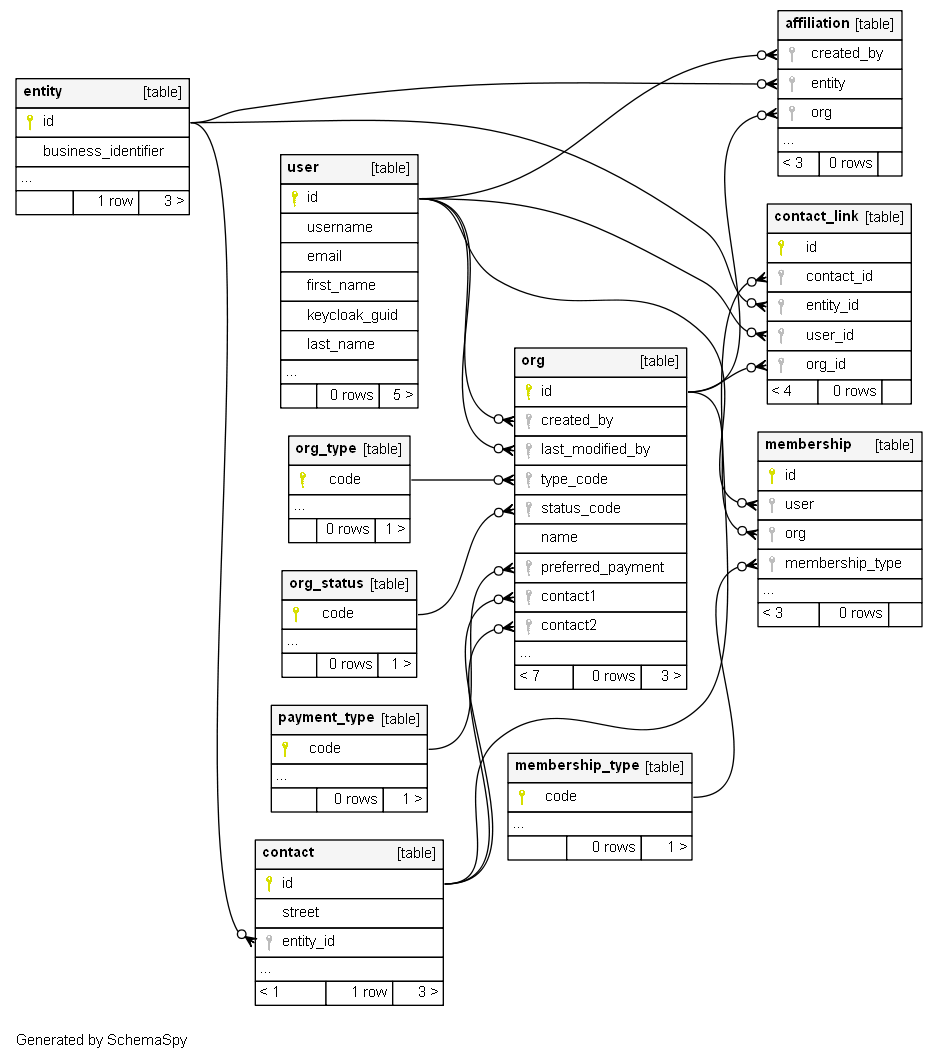 entity [table]
id
business_identifier
...
1 row 3 >
user [table]
id
username
email
first_name
keycloak_guid
last_name
...
0 rows 5 >
org_type [table]
code
...
0 rows 1 >
org_status [table]
code
...
0 rows 1 >
payment_type [table]
code
...
0 rows 1 >
contact [table]
id
street
entity_id
...
< 1 1 row 3 >
org [table]
id
created_by
last_modified_by
type_code
status_code
name
preferred_payment
contact1
contact2
...
< 7 0 rows 3 >
membership_type [table]
code
...
0 rows 1 >
affiliation [table]
created_by
entity
org
...
< 3 0 rows
contact_link [table]
id
contact_id
entity_id
user_id
org_id
< 4 0 rows
membership [table]
id
user
org
membership_type
...
< 3 0 rows
Generated by SchemaSpy